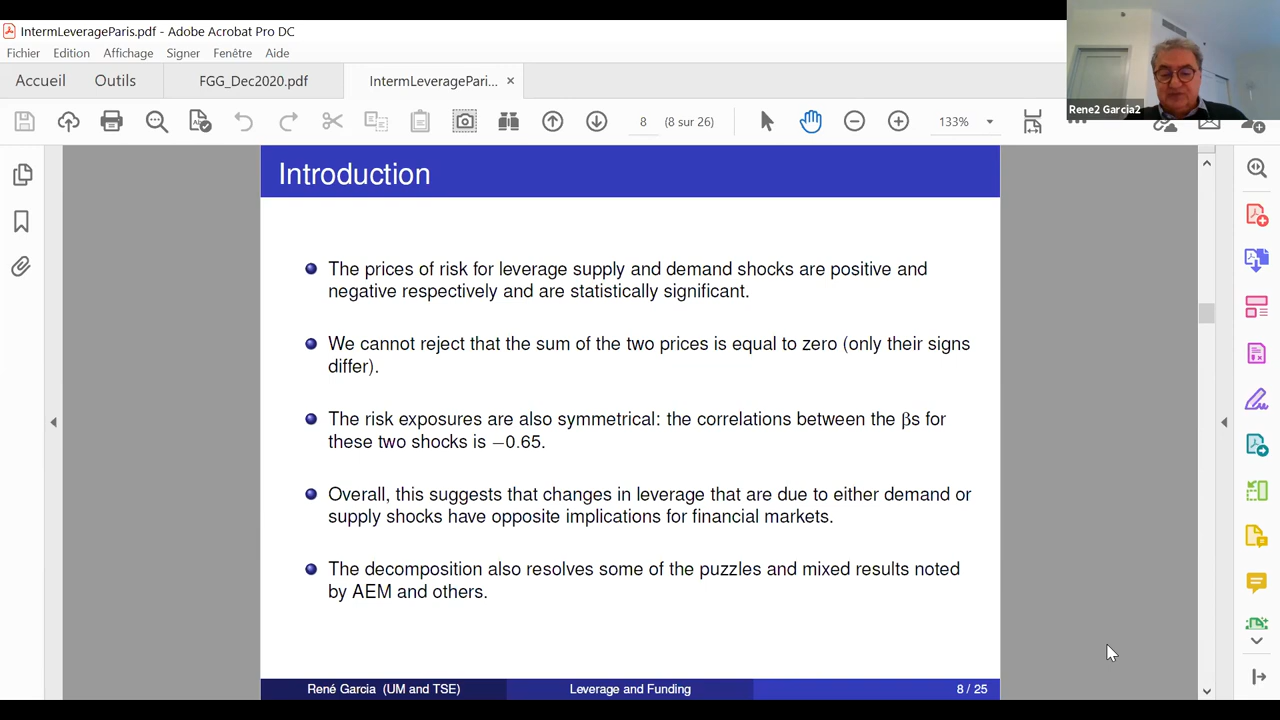 IntermLeverageParis.pdf - Adobe Acrobat Pro DC
Fichier Edition Affichage Signer Fenêtre Aide
Accueil Outils FGG_Dec2020.pdf IntermLeveragePari... ×
8 (8 sur 26) 133%
Rene2 Garcia2
Introduction
The prices of risk for leverage supply and demand shocks are positive and
negative respectively and are statistically significant.
We cannot reject that the sum of the two prices is equal to zero (only their signs
differ).
The risk exposures are also symmetrical: the correlations between the βs for
these two shocks is −0.65.
Overall, this suggests that changes in leverage that are due to either demand or
supply shocks have opposite implications for financial markets.
The decomposition also resolves some of the puzzles and mixed results noted
by AEM and others.
René Garcia (UM and TSE) Leverage and Funding 8 / 25